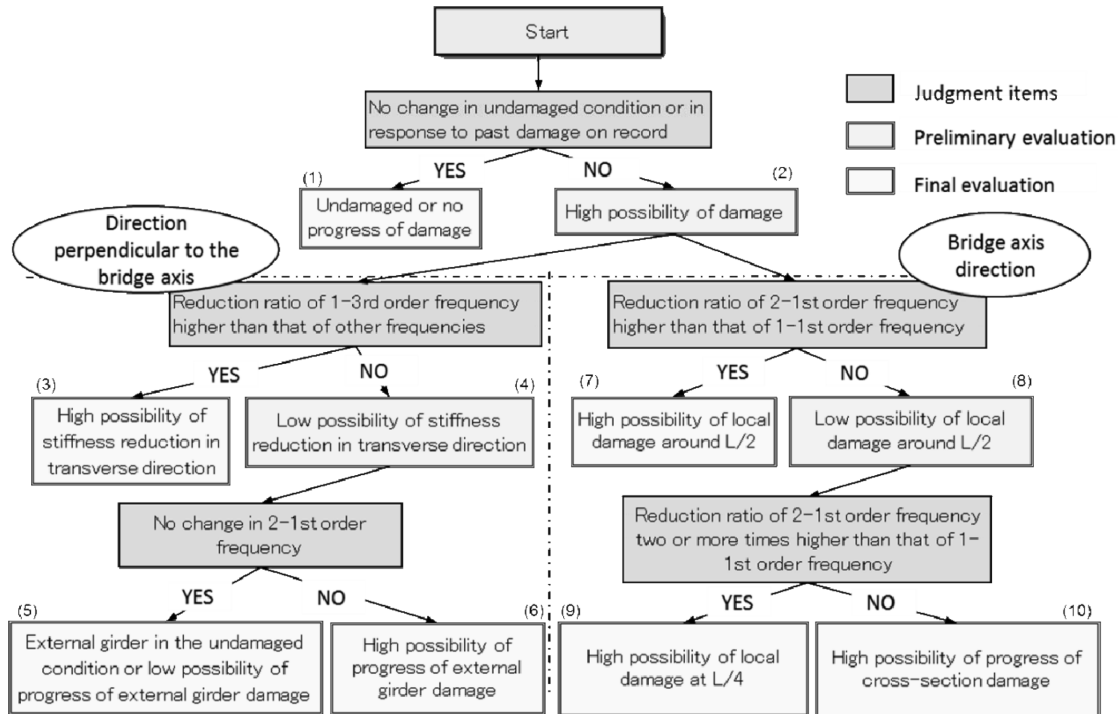 Start
No change in undamaged condition or in
response to past damage on record
Judgment items
Preliminary evaluation
Final evaluation
YES
NO
(1)
(2)
Undamaged or no
progress of damage
High possibility of damage
Direction
perpendicular to the
bridge axis
Bridge axis
direction
Reduction ratio of 1-3rd order frequency
higher than that of other frequencies
Reduction ratio of 2-1st order frequency
higher than that of 1-1st order frequency
YES
NO
(3)
(4)
YES
NO
(7)
(8)
High possibility of
stiffness reduction in
transverse direction
Low possibility of stiffness
reduction in transverse direction
High possibility of local
damage around L/2
Low possibility of local
damage around L/2
No change in 2-1st order
frequency
Reduction ratio of 2-1st order frequency
two or more times higher than that of 1-
1st order frequency
YES
NO
(5)
(6)
YES
NO
(9)
(10)
External girder in the undamaged
condition or low possibility of
progress of external girder damage
High possibility of
progress of external
girder damage
High possibility of local
damage at L/4
High possibility of progress of
cross-section damage